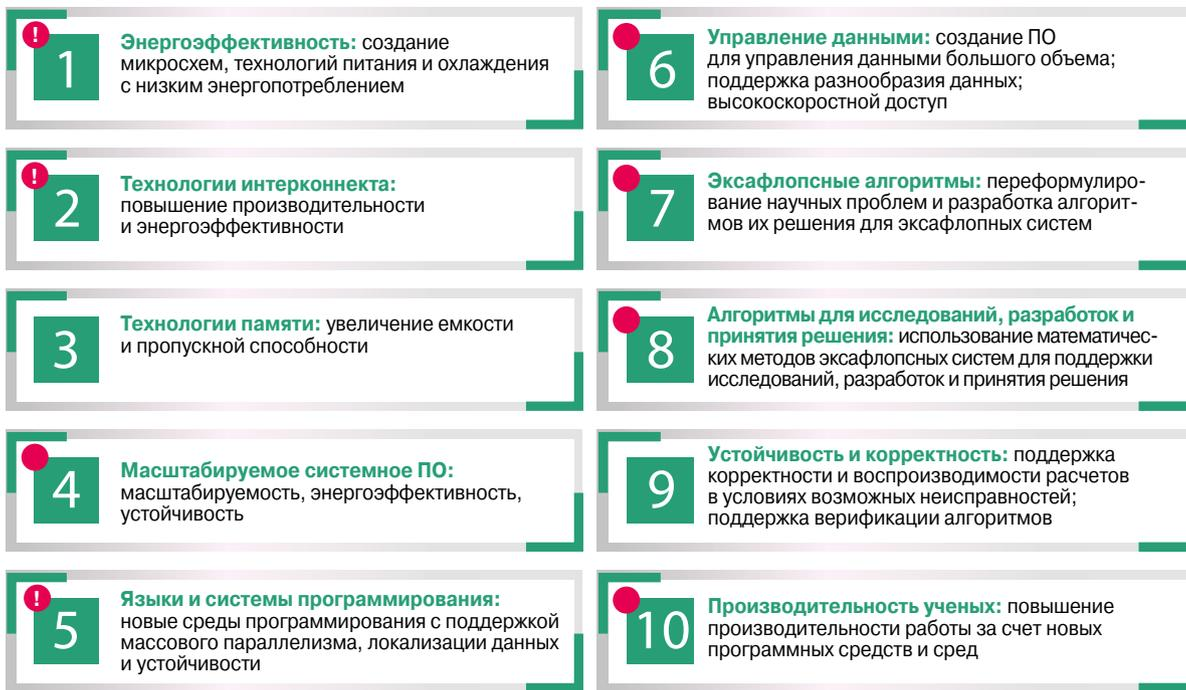 !
1
Энергоэффективность: создание
микросхем, технологий питания и охлаждения
с низким энергопотреблением
!
2
Технологии интерконнекта:
повышение производительности
и энергоэффективности
3
Технологии памяти: увеличение емкости
и пропускной способности
4
Масштабируемое системное ПО:
масштабируемость, энергоэффективность,
устойчивость
!
5
Языки и системы программирования:
новые среды программирования с поддержкой
массового параллелизма, локализации данных
и устойчивости
6
Управление данными: создание ПО
для управления данными большого объема;
поддержка разнообразия данных;
высокоскоростной доступ
7
Эксафлопсные алгоритмы: переформулиро-
вание научных проблем и разработка алгорит-
мов их решения для эксафлопных систем
8
Алгоритмы для исследований, разработок и
принятия решения: использование математичес-
ких методов эксафлопсных систем для поддержки
исследований, разработок и принятия решения
9
Устойчивость и корректность: поддержка
корректности и воспроизводимости расчетов
в условиях возможных неисправностей;
поддержка верификации алгоритмов
10
Производительность ученых: повышение
производительности работы за счет новых
программных средств и сред